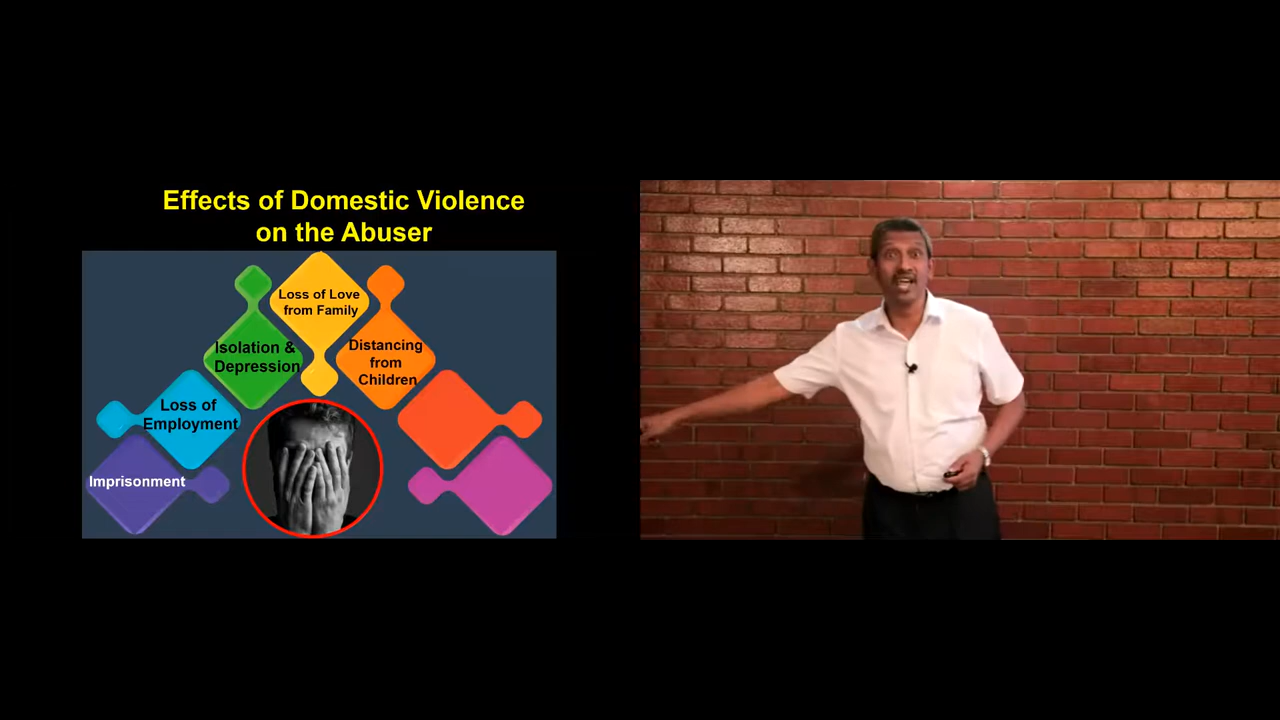 Effects of Domestic Violence
on the Abuser
Loss of Love
from Family
Isolation &
Depression
Distancing
from
Children
Loss of
Employment
Imprisonment